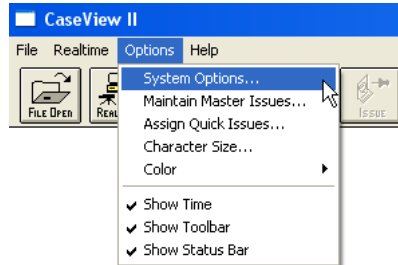 CaseView II
File Realtime Options Help
FILE OPEN
ISSUE
System Options...
Maintain Master Issues...
Assign Quick Issues...
Character Size...
Color
Show Time
Show Toolbar
Show Status Bar